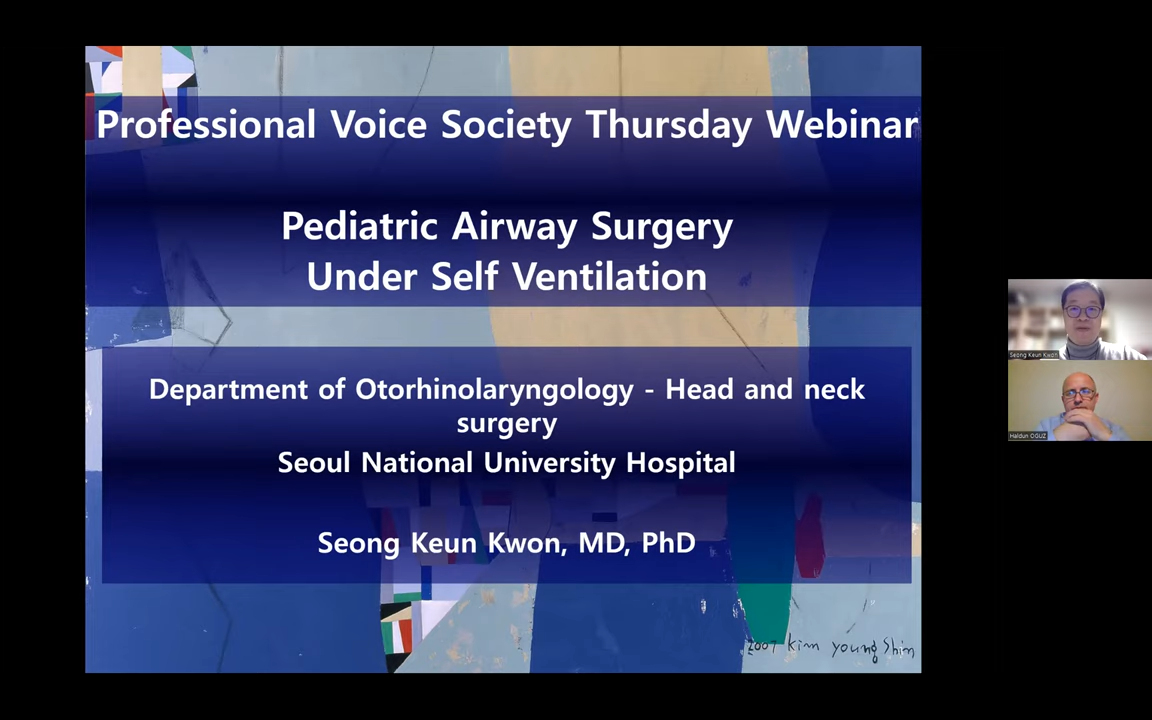 Professional Voice Society Thursday Webinar
Pediatric Airway Surgery
Under Self Ventilation
Department of Otorhinolaryngology - Head and neck
surgery
Seoul National University Hospital
Seong Keun Kwon, MD, PhD
2007 kim young Shin
Seong Keun Kwon
Haldun OGUZ